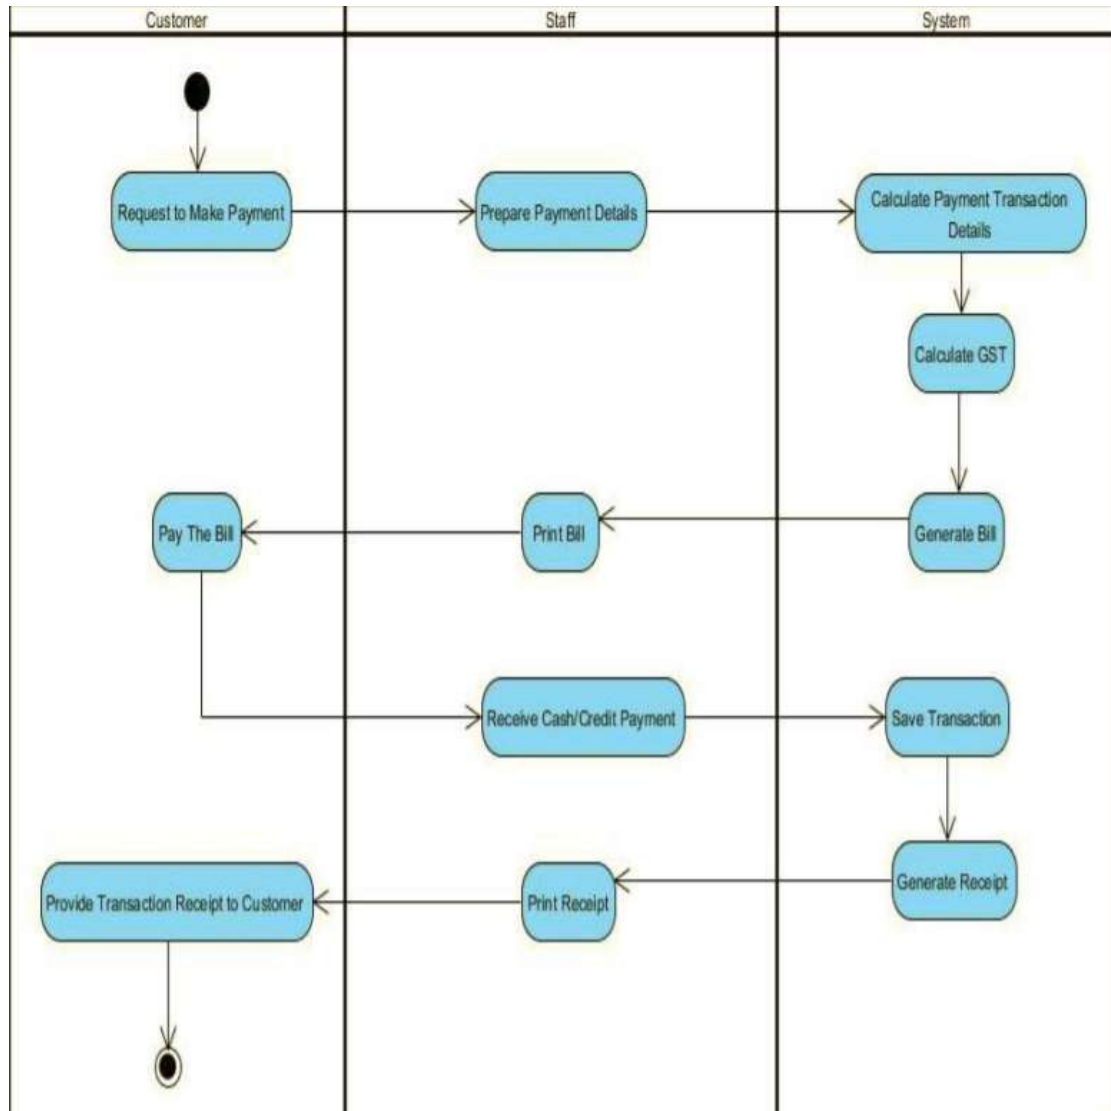 Customer
Staff
System
Request to Make Payment
Prepare Payment Details
Calculate Payment Transaction
Details
Calculate GST
Pay The Bill
Print Bill
Generate Bill
Receive Cash/Credit Payment
Save Transaction
Provide Transaction Receipt to Customer
Print Receipt
Generate Receipt